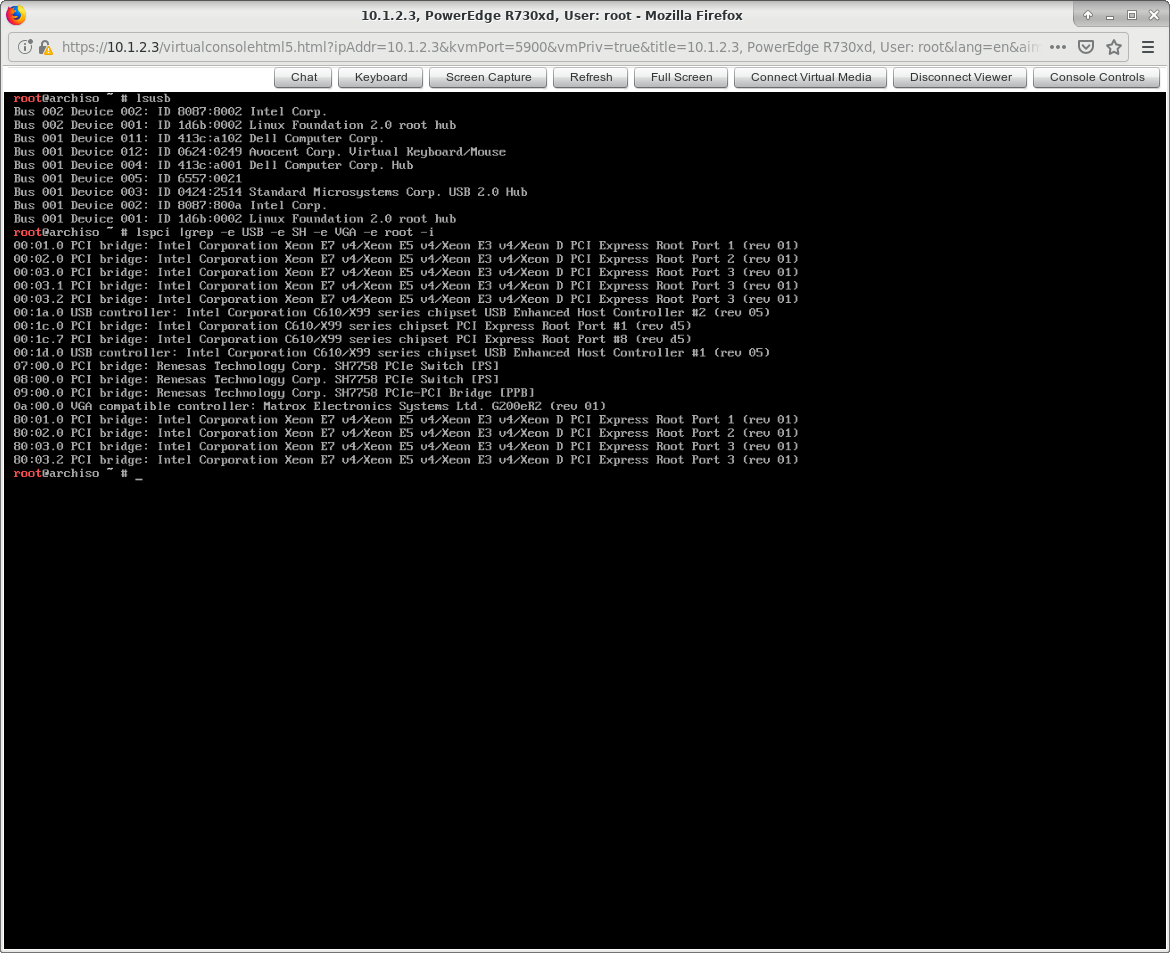 10.1.2.3, PowerEdge R730xd, User: root - Mozilla Firefox
https://10.1.2.3/virtualconsolehtml5.html?ipAddr=10.1.2.3&kvmPort=5900&vmPriv=true&title=10.1.2.3, PowerEdge R730xd, User: root&lang=en&aim
Chat Keyboard Screen Capture Refresh Full Screen Connect Virtual Media Disconnect Viewer Console Controls
root@archiso ~ # lsusb
Bus 002 Device 002: ID 8087:8002 Intel Corp.
Bus 002 Device 001: ID 1d6b:0002 Linux Foundation 2.0 root hub
Bus 001 Device 011: ID 413c:a102 Dell Computer Corp.
Bus 001 Device 012: ID 0624:0249 Avocent Corp. Virtual Keyboard/Mouse
Bus 001 Device 004: ID 413c:a001 Dell Computer Corp. Hub
Bus 001 Device 005: ID 6557:0021
Bus 001 Device 003: ID 0424:2514 Standard Microsystems Corp. USB 2.0 Hub
Bus 001 Device 002: ID 8087:800a Intel Corp.
Bus 001 Device 001: ID 1d6b:0002 Linux Foundation 2.0 root hub
root@archiso ~ # lspci |grep -e USB -e SH -e VGA -e root -i
00:01.0 PCI bridge: Intel Corporation Xeon E7 v4/Xeon E5 v4/Xeon E3 v4/Xeon D PCI Express Root Port 1 (rev 01)
00:02.0 PCI bridge: Intel Corporation Xeon E7 v4/Xeon E5 v4/Xeon E3 v4/Xeon D PCI Express Root Port 2 (rev 01)
00:03.0 PCI bridge: Intel Corporation Xeon E7 v4/Xeon E5 v4/Xeon E3 v4/Xeon D PCI Express Root Port 3 (rev 01)
00:03.1 PCI bridge: Intel Corporation Xeon E7 v4/Xeon E5 v4/Xeon E3 v4/Xeon D PCI Express Root Port 3 (rev 01)
00:03.2 PCI bridge: Intel Corporation Xeon E7 v4/Xeon E5 v4/Xeon E3 v4/Xeon D PCI Express Root Port 3 (rev 01)
00:1a.0 USB controller: Intel Corporation C610/X99 series chipset USB Enhanced Host Controller #2 (rev 05)
00:1c.0 PCI bridge: Intel Corporation C610/X99 series chipset PCI Express Root Port #1 (rev d5)
00:1c.7 PCI bridge: Intel Corporation C610/X99 series chipset PCI Express Root Port #8 (rev d5)
00:1d.0 USB controller: Intel Corporation C610/X99 series chipset USB Enhanced Host Controller #1 (rev 05)
07:00.0 PCI bridge: Renesas Technology Corp. SH7758 PCIe Switch [PS]
08:00.0 PCI bridge: Renesas Technology Corp. SH7758 PCIe Switch [PS]
09:00.0 PCI bridge: Renesas Technology Corp. SH7758 PCIe-PCI Bridge [PPB]
0a:00.0 VGA compatible controller: Matrox Electronics Systems Ltd. G200eR2 (rev 01)
80:01.0 PCI bridge: Intel Corporation Xeon E7 v4/Xeon E5 v4/Xeon E3 v4/Xeon D PCI Express Root Port 1 (rev 01)
80:02.0 PCI bridge: Intel Corporation Xeon E7 v4/Xeon E5 v4/Xeon E3 v4/Xeon D PCI Express Root Port 2 (rev 01)
80:03.0 PCI bridge: Intel Corporation Xeon E7 v4/Xeon E5 v4/Xeon E3 v4/Xeon D PCI Express Root Port 3 (rev 01)
80:03.2 PCI bridge: Intel Corporation Xeon E7 v4/Xeon E5 v4/Xeon E3 v4/Xeon D PCI Express Root Port 3 (rev 01)
root@archiso ~ # _